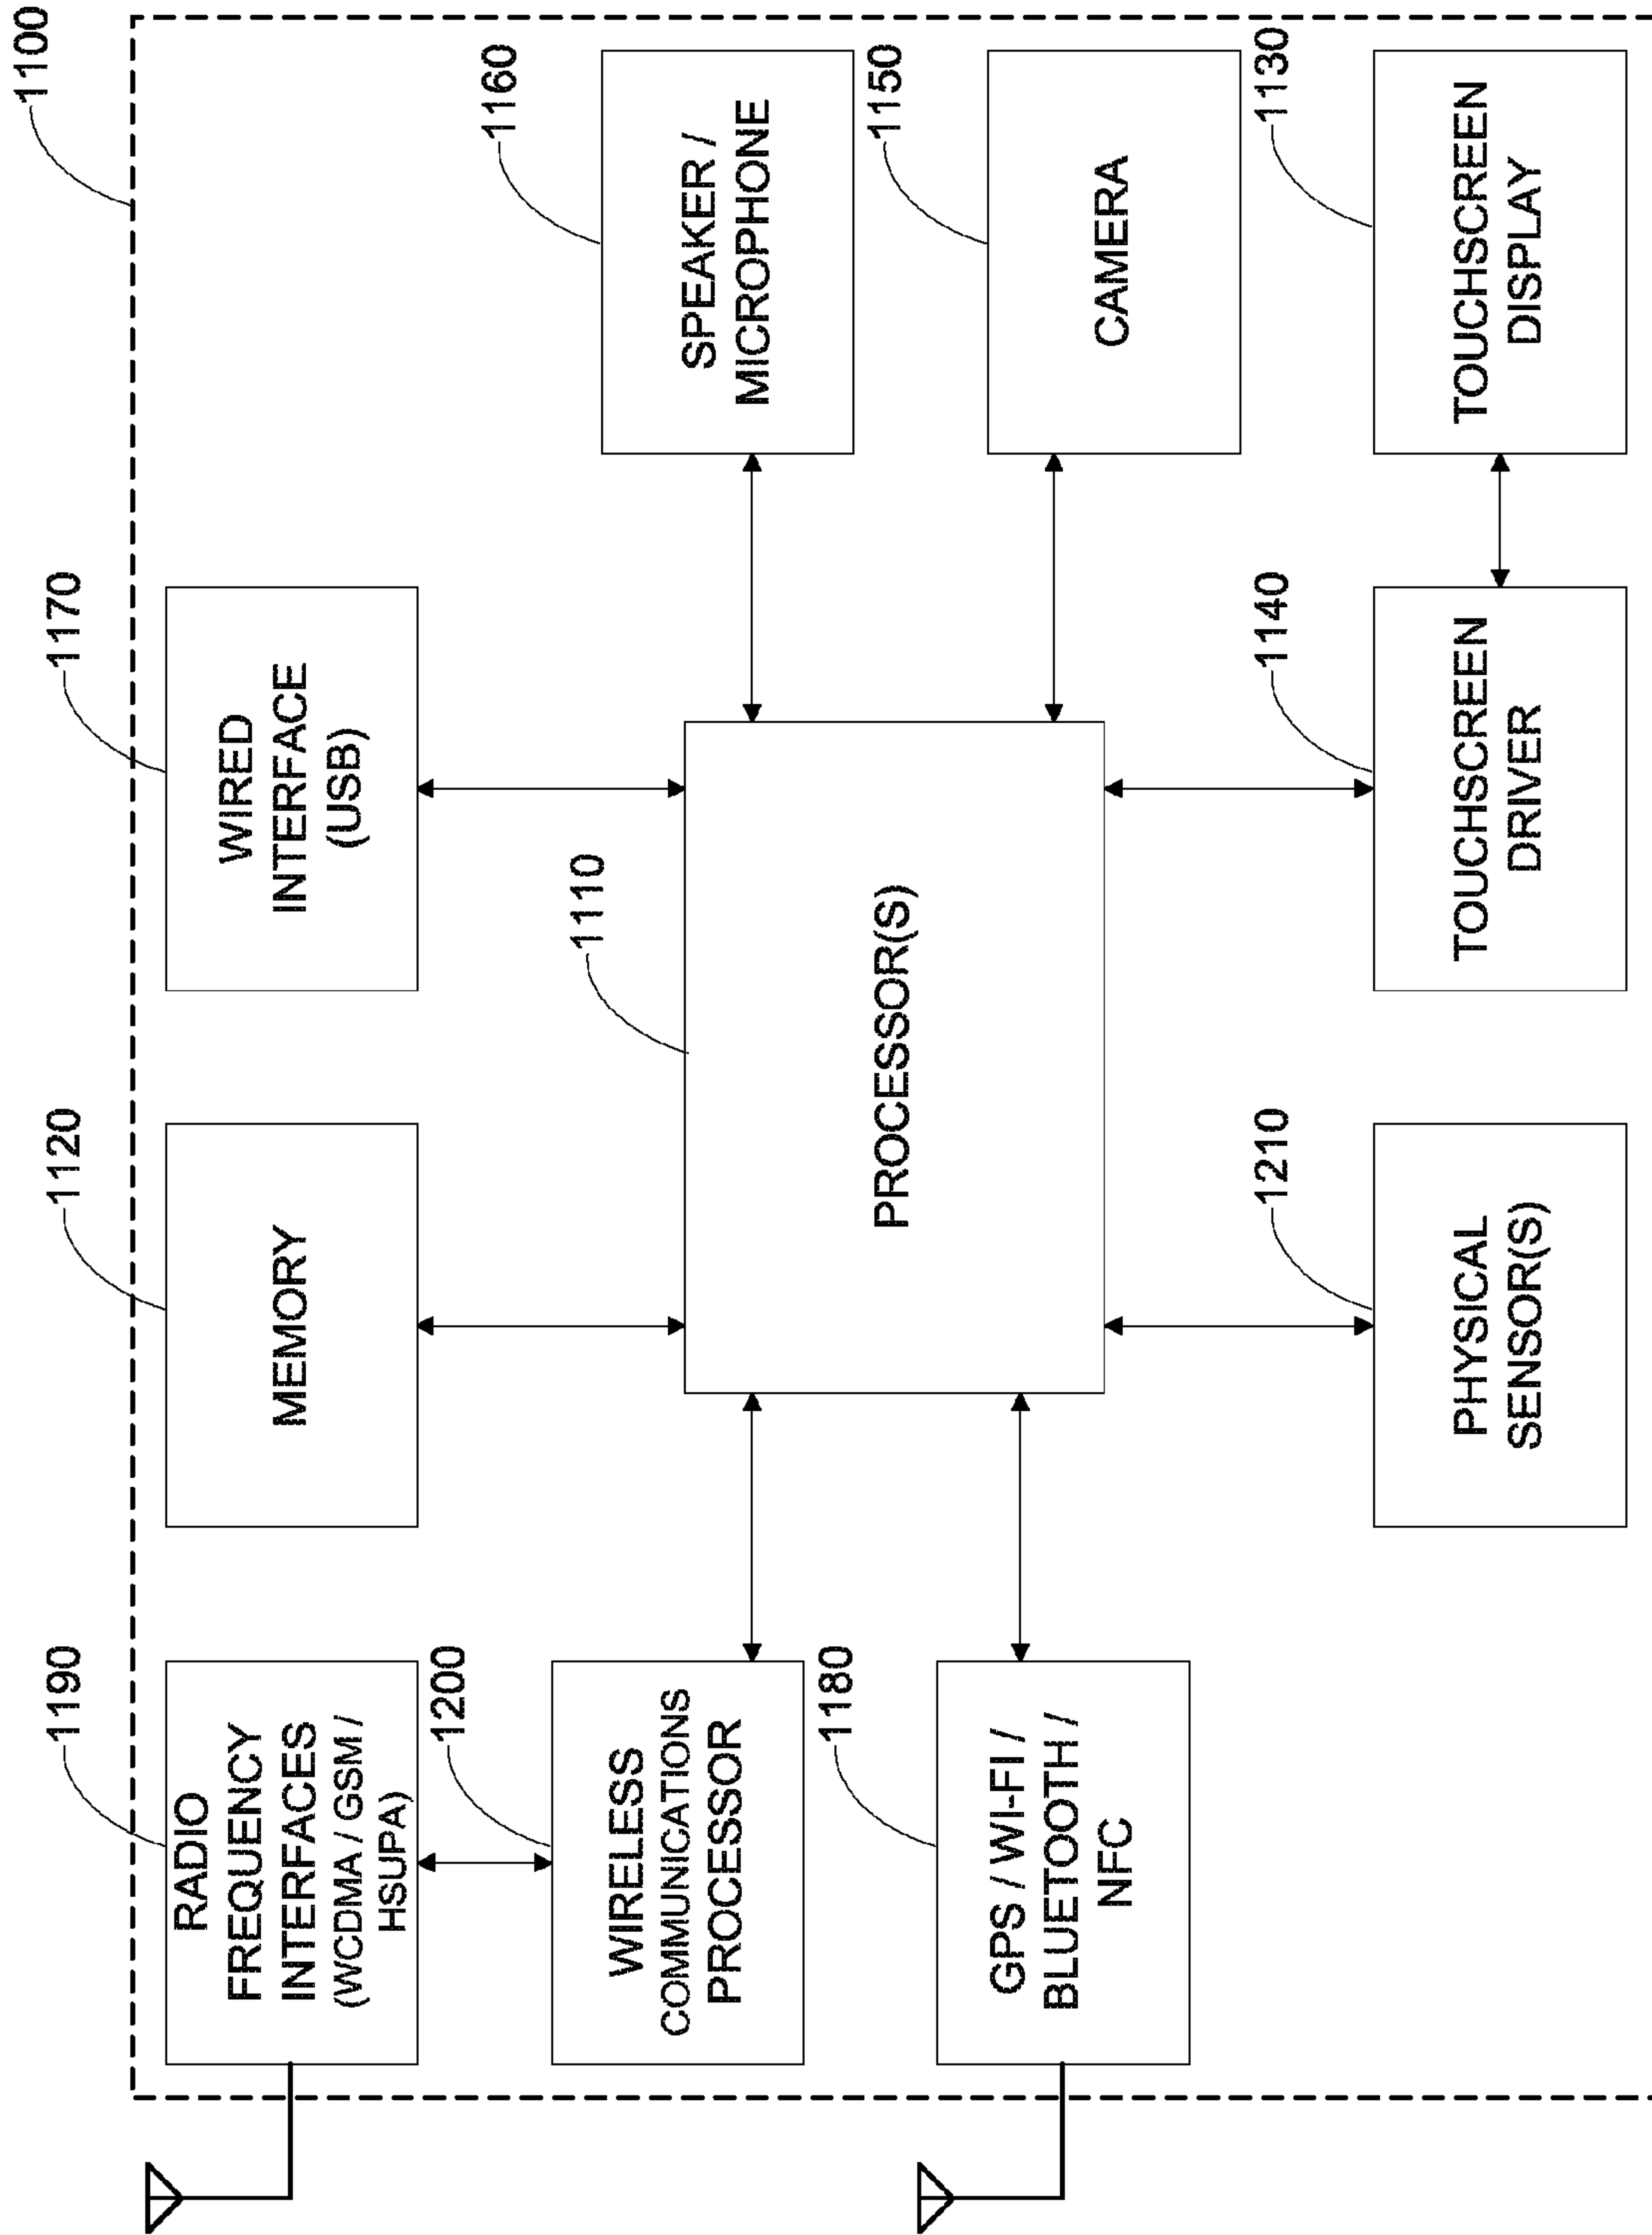 1100
1190
RADIO
FREQUENCY
INTERFACES
(WCDMA / GSM /
HSUPA)
1120
MEMORY
1170
WIRED
INTERFACE
(USB)
1200
WIRELESS
COMMUNICATIONS
PROCESSOR
1110
PROCESSOR(S)
1160
SPEAKER /
MICROPHONE
1180
GPS / WI-FI /
BLUETOOTH /
NFC
1150
CAMERA
1210
PHYSICAL
SENSOR(S)
1140
TOUCHSCREEN
DRIVER
1130
TOUCHSCREEN
DISPLAY